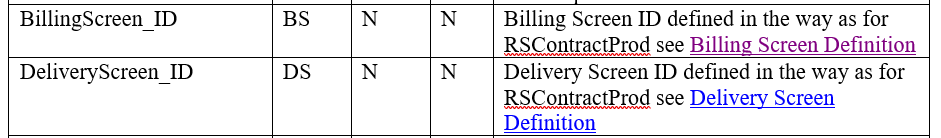 BillingScreen_ID BS N N Billing Screen ID defined in the way as for
RSContractProd see Billing Screen Definition
DeliveryScreen_ID DS N N Delivery Screen ID defined in the way as for
RSContractProd see Delivery Screen
Definition